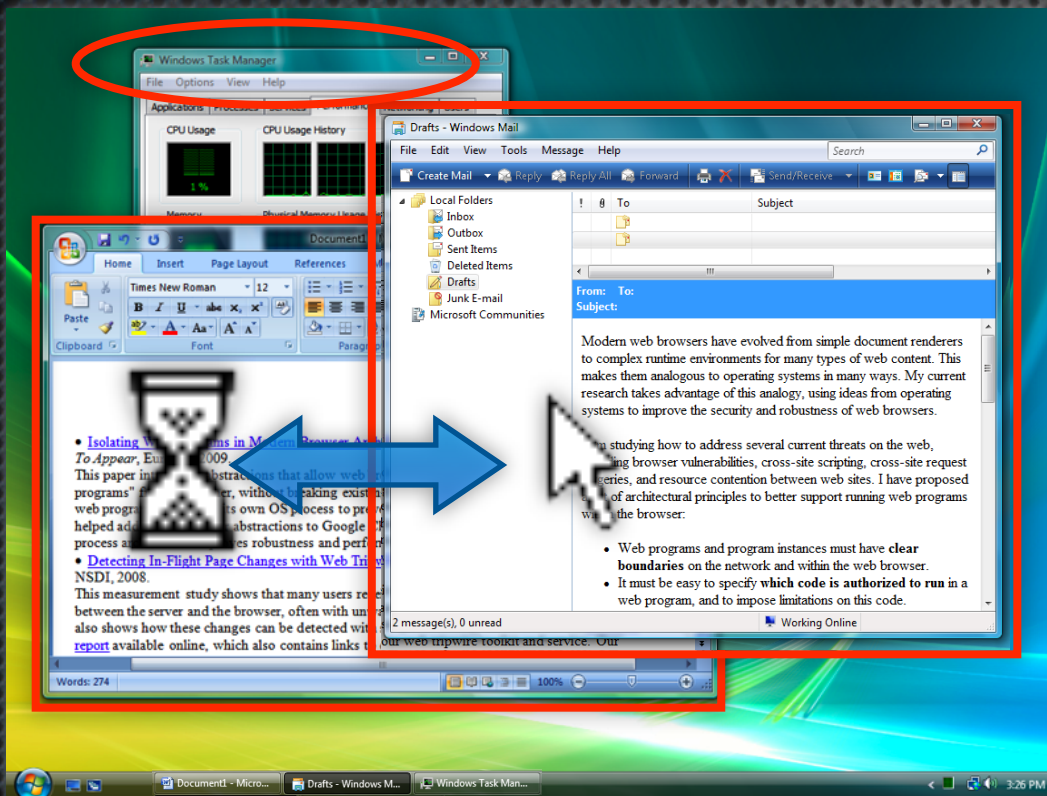 Windows Task Manager
File Options View Help
Applications Processes Services Performance Networking Users
CPU Usage CPU Usage History
1 %
Memory Physical Memory Usage
Drafts - Windows Mail
File Edit View Tools Message Help
Search
Create Mail Reply Reply All Forward Send/Receive
Local Folders
Inbox
Outbox
Sent Items
Deleted Items
Drafts
Junk E-mail
Microsoft Communities
! To Subject
From: To:
Subject:
Modern web browsers have evolved from simple document renderers
to complex runtime environments for many types of web content. This
makes them analogous to operating systems in many ways. My current
research takes advantage of this analogy, using ideas from operating
systems to improve the security and robustness of web browsers.
studying how to address several current threats on the web,
browser vulnerabilities, cross-site scripting, cross-site request
and resource contention between web sites. I have proposed
of architectural principles to better support running web programs
the browser:
• Web programs and program instances must have clear
boundaries on the network and within the web browser.
• It must be easy to specify which code is authorized to run in a
web program, and to impose limitations on this code.
2 message(s), 0 unread Working Online
Document1
Home Insert Page Layout References
Times New Roman 12
B I U abc x₂ x²
Paste
A Aa A A
Clipboard Font
• Isolating in Modern Browser
To Appear, 2009.
This paper abstractions that allow web
programs" without breaking
web its own OS process to
helped abstractions to Google
process robustness and
• Detecting In-Flight Page Changes with Web
NSDI, 2008.
This measurement study shows that many users
between the server and the browser, often with
also shows how these changes can be detected
report available online, which also contains links our web tripwire toolkit and service. Our
Words: 274 100%
Document1 - Micro... Drafts - Windows M... Windows Task Man... 3:26 PM